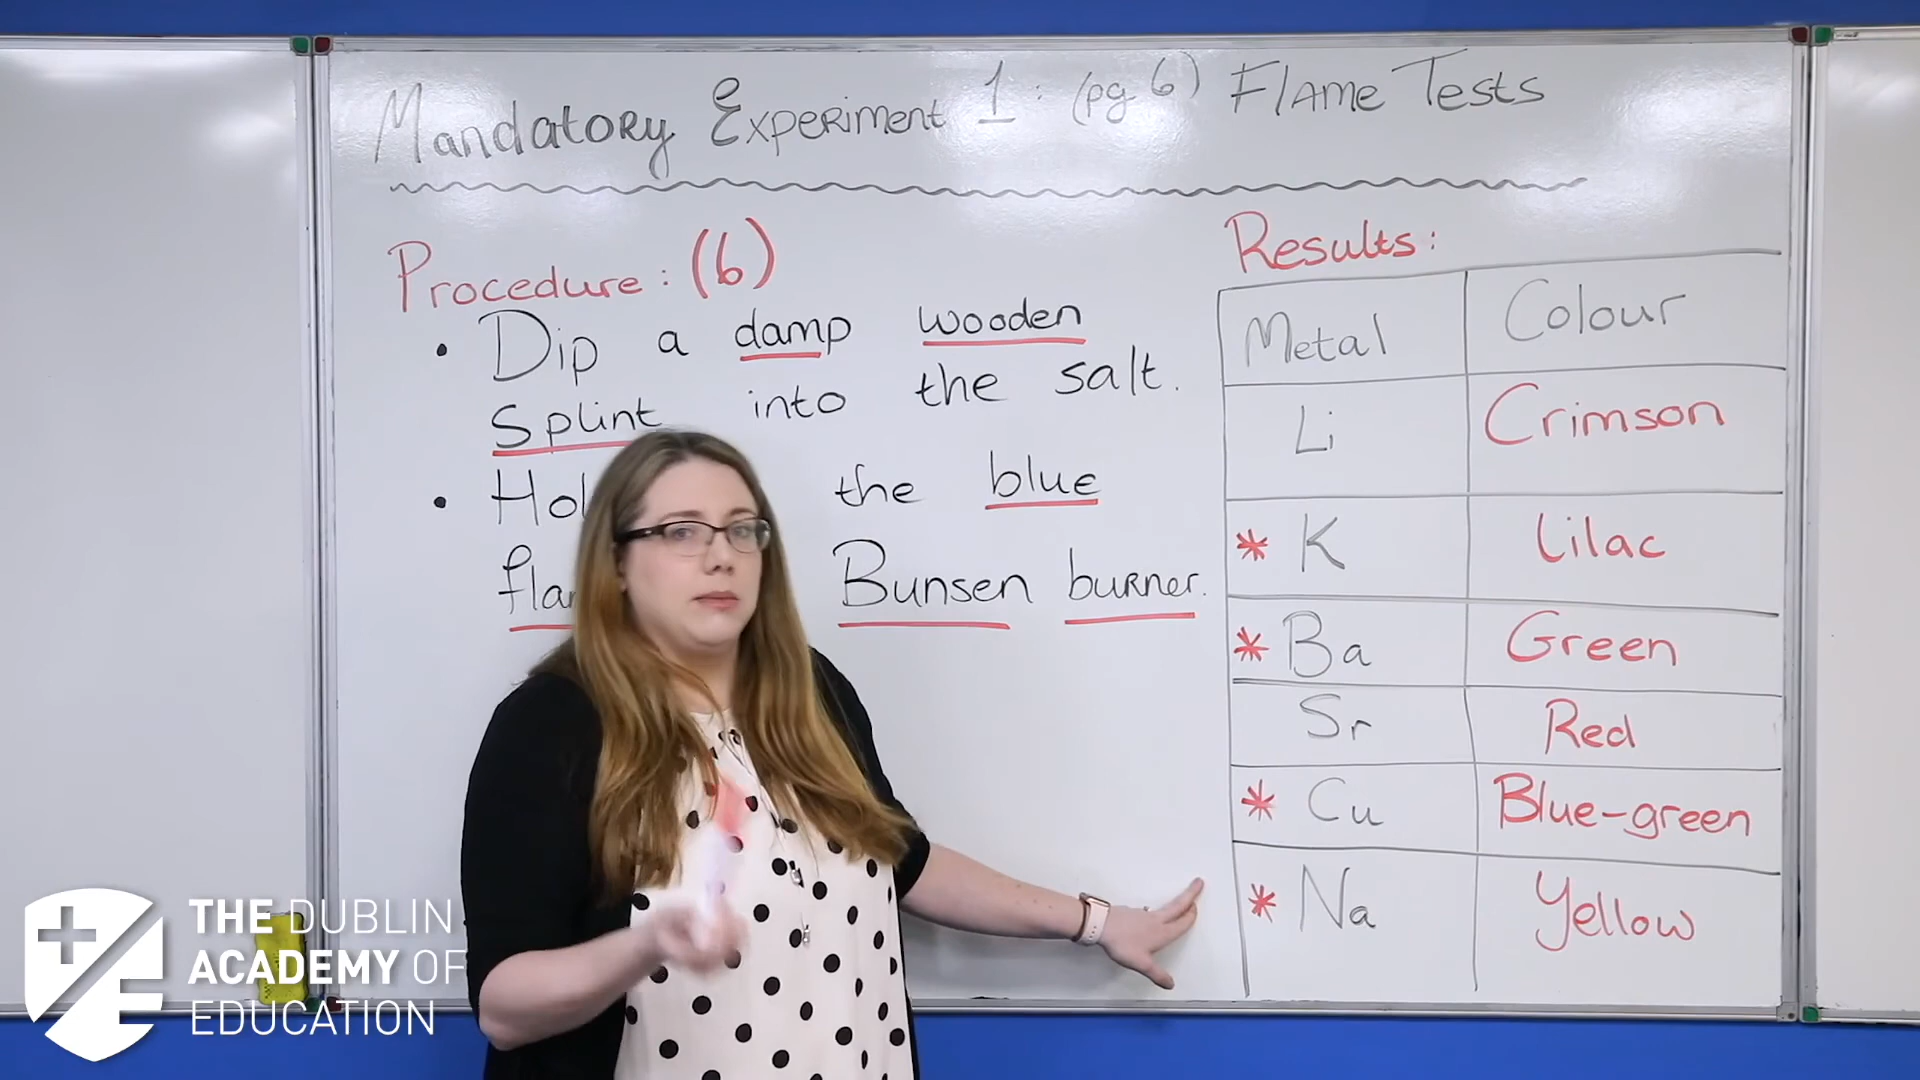 Mandatory Experiment 1: (pg 6) Flame Tests
Procedure: (6)
• Dip a damp wooden
splint into the salt.
• Hol the blue
fla Bunsen burner.
Results:
Metal Colour
Li Crimson
* K Lilac
* Ba Green
Sr Red
* Cu Blue-green
* Na Yellow
THE DUBLIN
ACADEMY OF
EDUCATION